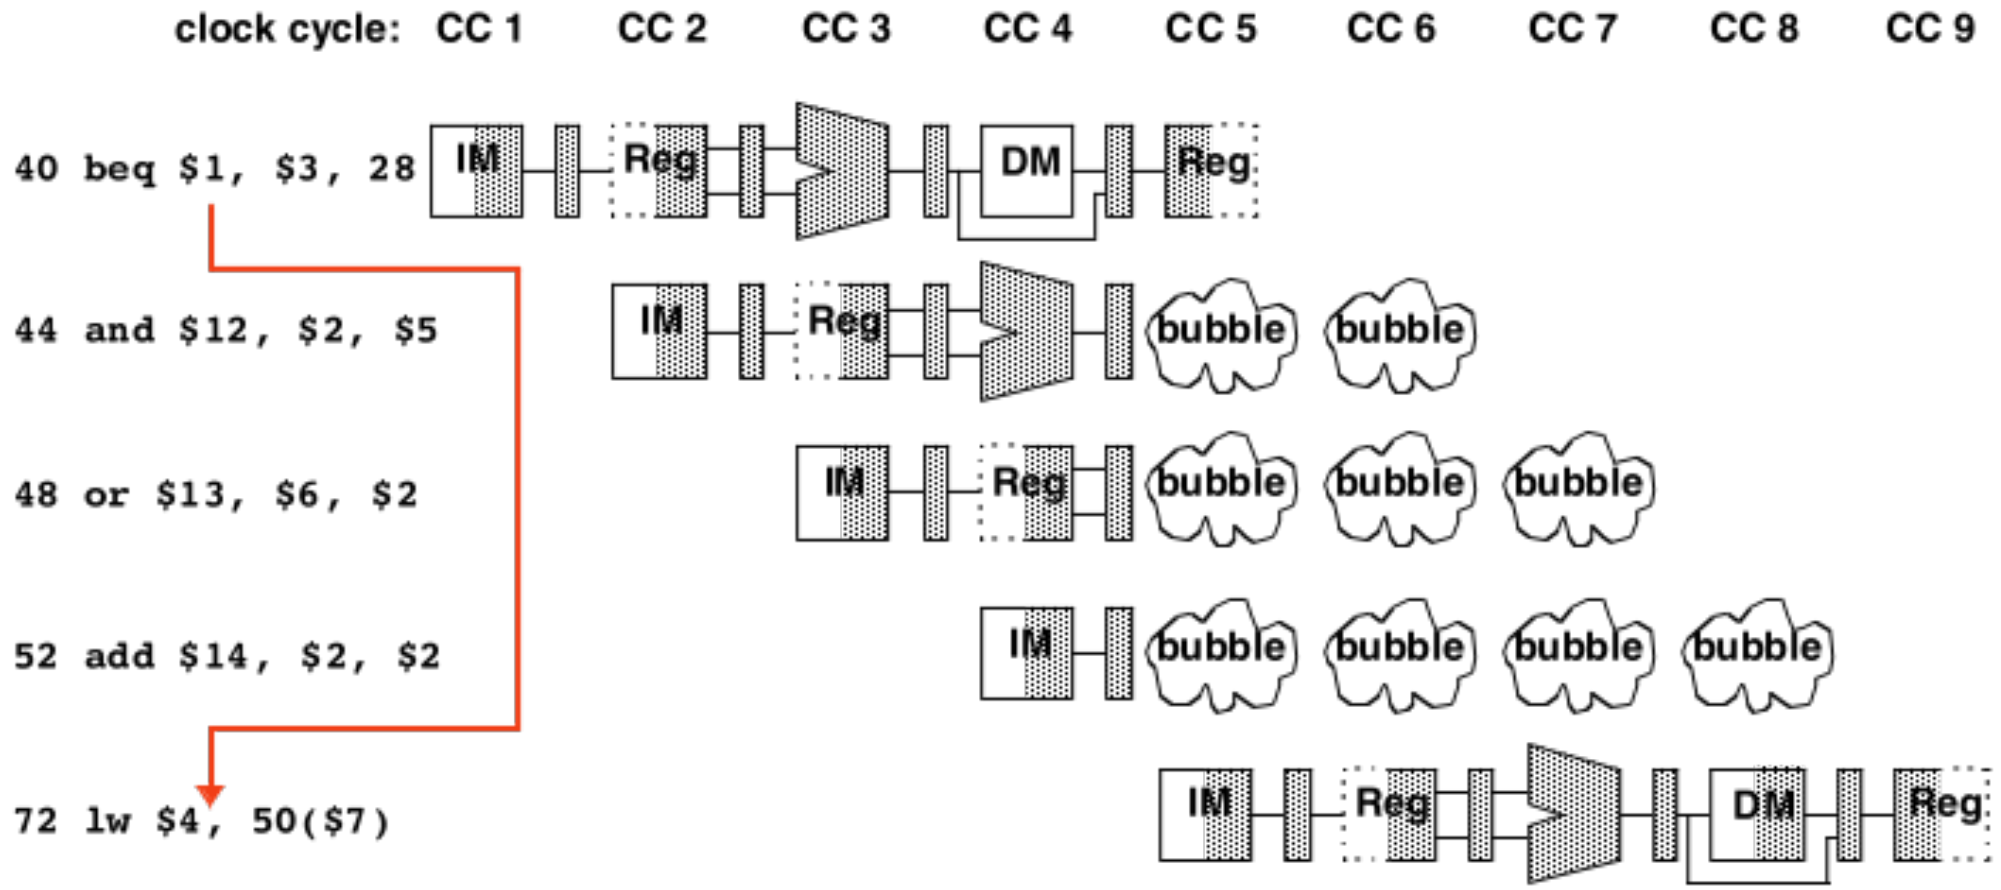 clock cycle: CC 1 CC 2 CC 3 CC 4 CC 5 CC 6 CC 7 CC 8 CC 9
40 beq $1, $3, 28 IM Reg DM Reg
44 and $12, $2, $5 IM Reg bubble bubble
48 or $13, $6, $2 IM Reg bubble bubble bubble
52 add $14, $2, $2 IM bubble bubble bubble bubble
72 lw $4, 50($7) IM Reg DM Reg